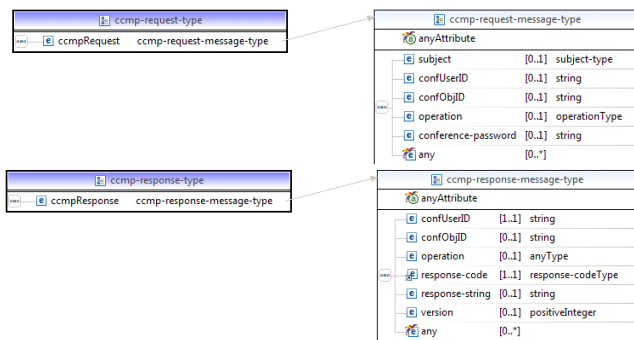 ccmp-request-type
ccmpRequest ccmp-request-message-type
ccmp-request-message-type
anyAttribute
subject [0..1] subject-type
confUserID [0..1] string
confObjID [0..1] string
operation [0..1] operationType
conference-password [0..1] string
any [0..*]
ccmp-response-type
ccmpResponse ccmp-response-message-type
ccmp-response-message-type
anyAttribute
confUserID [1..1] string
confObjID [0..1] string
operation [0..1] anyType
response-code [1..1] response-codeType
response-string [0..1] string
version [0..1] positiveInteger
any [0..*]